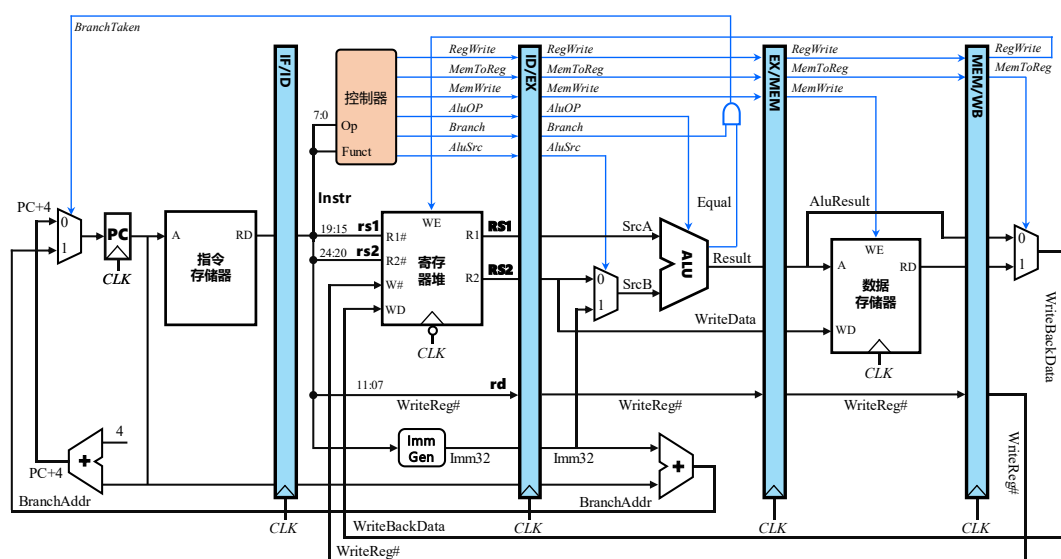 BranchTaken
IF/ID
控制器
7:0
Op
Funct
RegWrite
MemToReg
MemWrite
AluOP
Branch
AluSrc
ID/EX
RegWrite
MemToReg
MemWrite
AluOP
Branch
AluSrc
EX/MEM
RegWrite
MemToReg
MemWrite
MEM/WB
RegWrite
MemToReg
PC+4
0
1
PC
CLK
A
RD
指令
存储器
Instr
19:15
rs1
24:20
rs2
WE
R1#
R2#
W#
WD
R1
R2
寄存
器堆
CLK
RS1
RS2
0
1
SrcA
SrcB
ALU
Equal
Result
WriteData
AluResult
WE
A
RD
数据
存储器
WD
CLK
0
1
WriteBackData
11:07
rd
WriteReg#
WriteReg#
WriteReg#
WriteReg#
Imm
Gen
Imm32
Imm32
+
4
+
PC+4
BranchAddr
BranchAddr
CLK
CLK
CLK
CLK
WriteBackData
WriteReg#